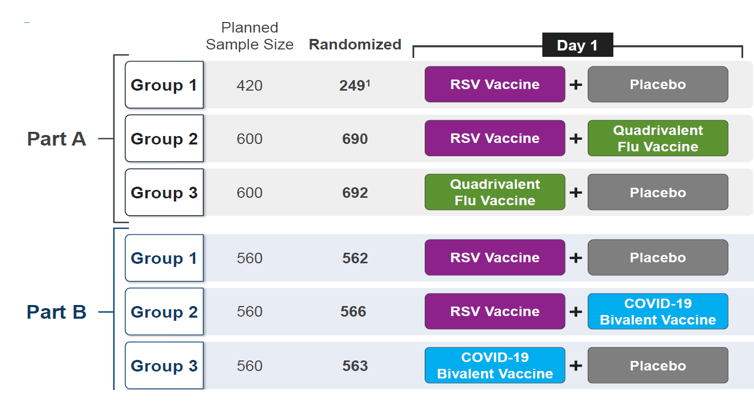 Planned
Sample Size Randomized Day 1
Part A
Group 1 420 249¹ RSV Vaccine + Placebo
Group 2 600 690 RSV Vaccine + Quadrivalent
Flu Vaccine
Group 3 600 692 Quadrivalent
Flu Vaccine + Placebo
Part B
Group 1 560 562 RSV Vaccine + Placebo
Group 2 560 566 RSV Vaccine + COVID-19
Bivalent Vaccine
Group 3 560 563 COVID-19
Bivalent Vaccine + Placebo